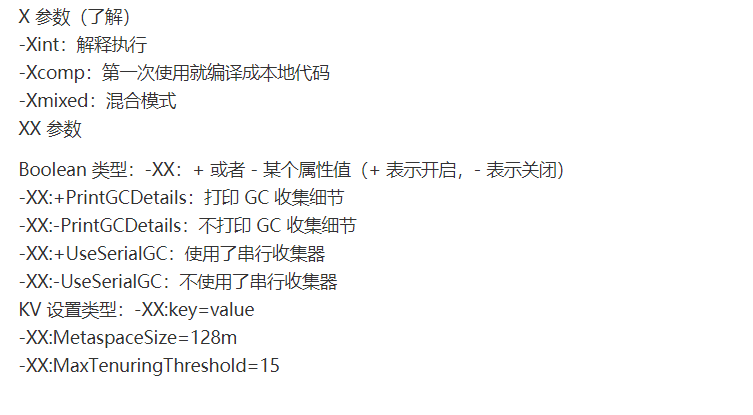 X 参数（了解）
-Xint：解释执行
-Xcomp：第一次使用就编译成本地代码
-Xmixed：混合模式
XX 参数
Boolean 类型：-XX：+ 或者 - 某个属性值（+ 表示开启，- 表示关闭）
-XX:+PrintGCDetails：打印 GC 收集细节
-XX:-PrintGCDetails：不打印 GC 收集细节
-XX:+UseSerialGC：使用了串行收集器
-XX:-UseSerialGC：不使用了串行收集器
KV 设置类型：-XX:key=value
-XX:MetaspaceSize=128m
-XX:MaxTenuringThreshold=15